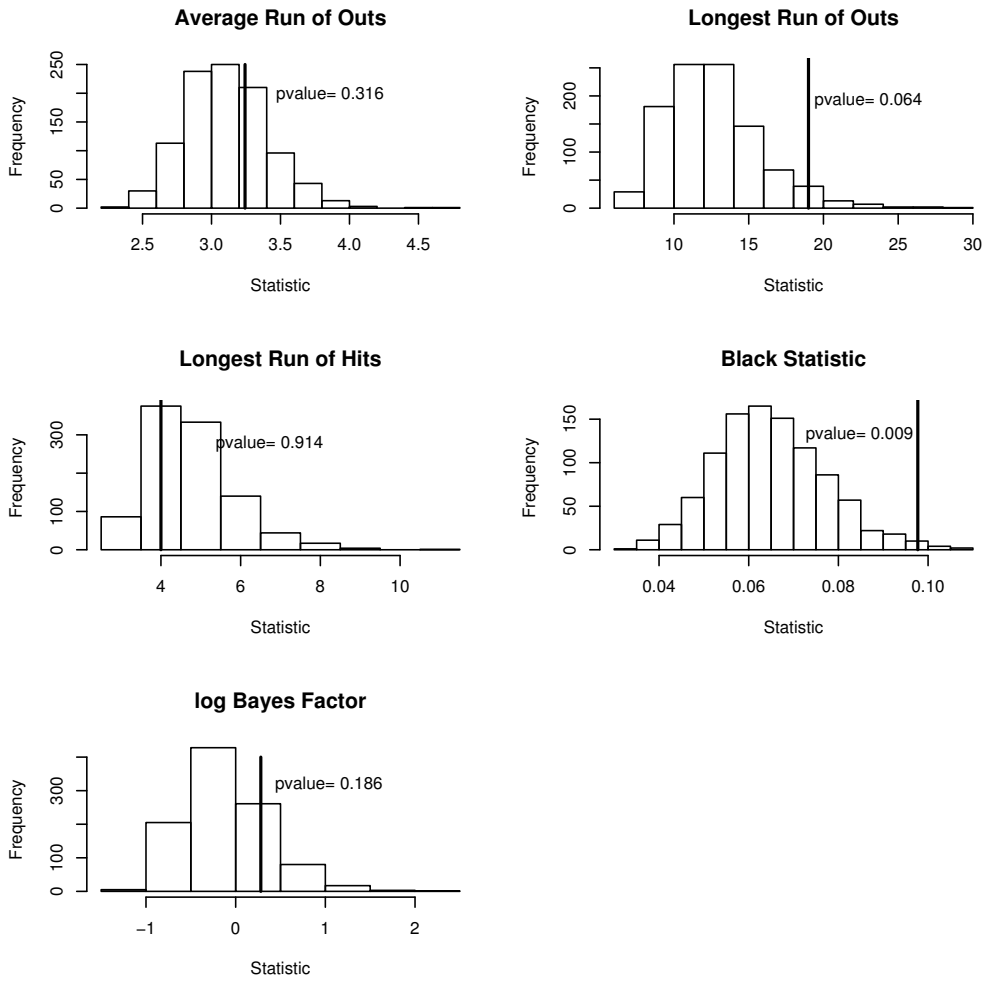 Average Run of Outs
Frequency
0 50 150 250
pvalue= 0.316
2.5 3.0 3.5 4.0 4.5
Statistic
Longest Run of Outs
Frequency
0 100 200
pvalue= 0.064
10 15 20 25 30
Statistic
Longest Run of Hits
Frequency
0 100 300
pvalue= 0.914
4 6 8 10
Statistic
Black Statistic
Frequency
0 50 100 150
pvalue= 0.009
0.04 0.06 0.08 0.10
Statistic
log Bayes Factor
Frequency
0 100 300
pvalue= 0.186
−1 0 1 2
Statistic